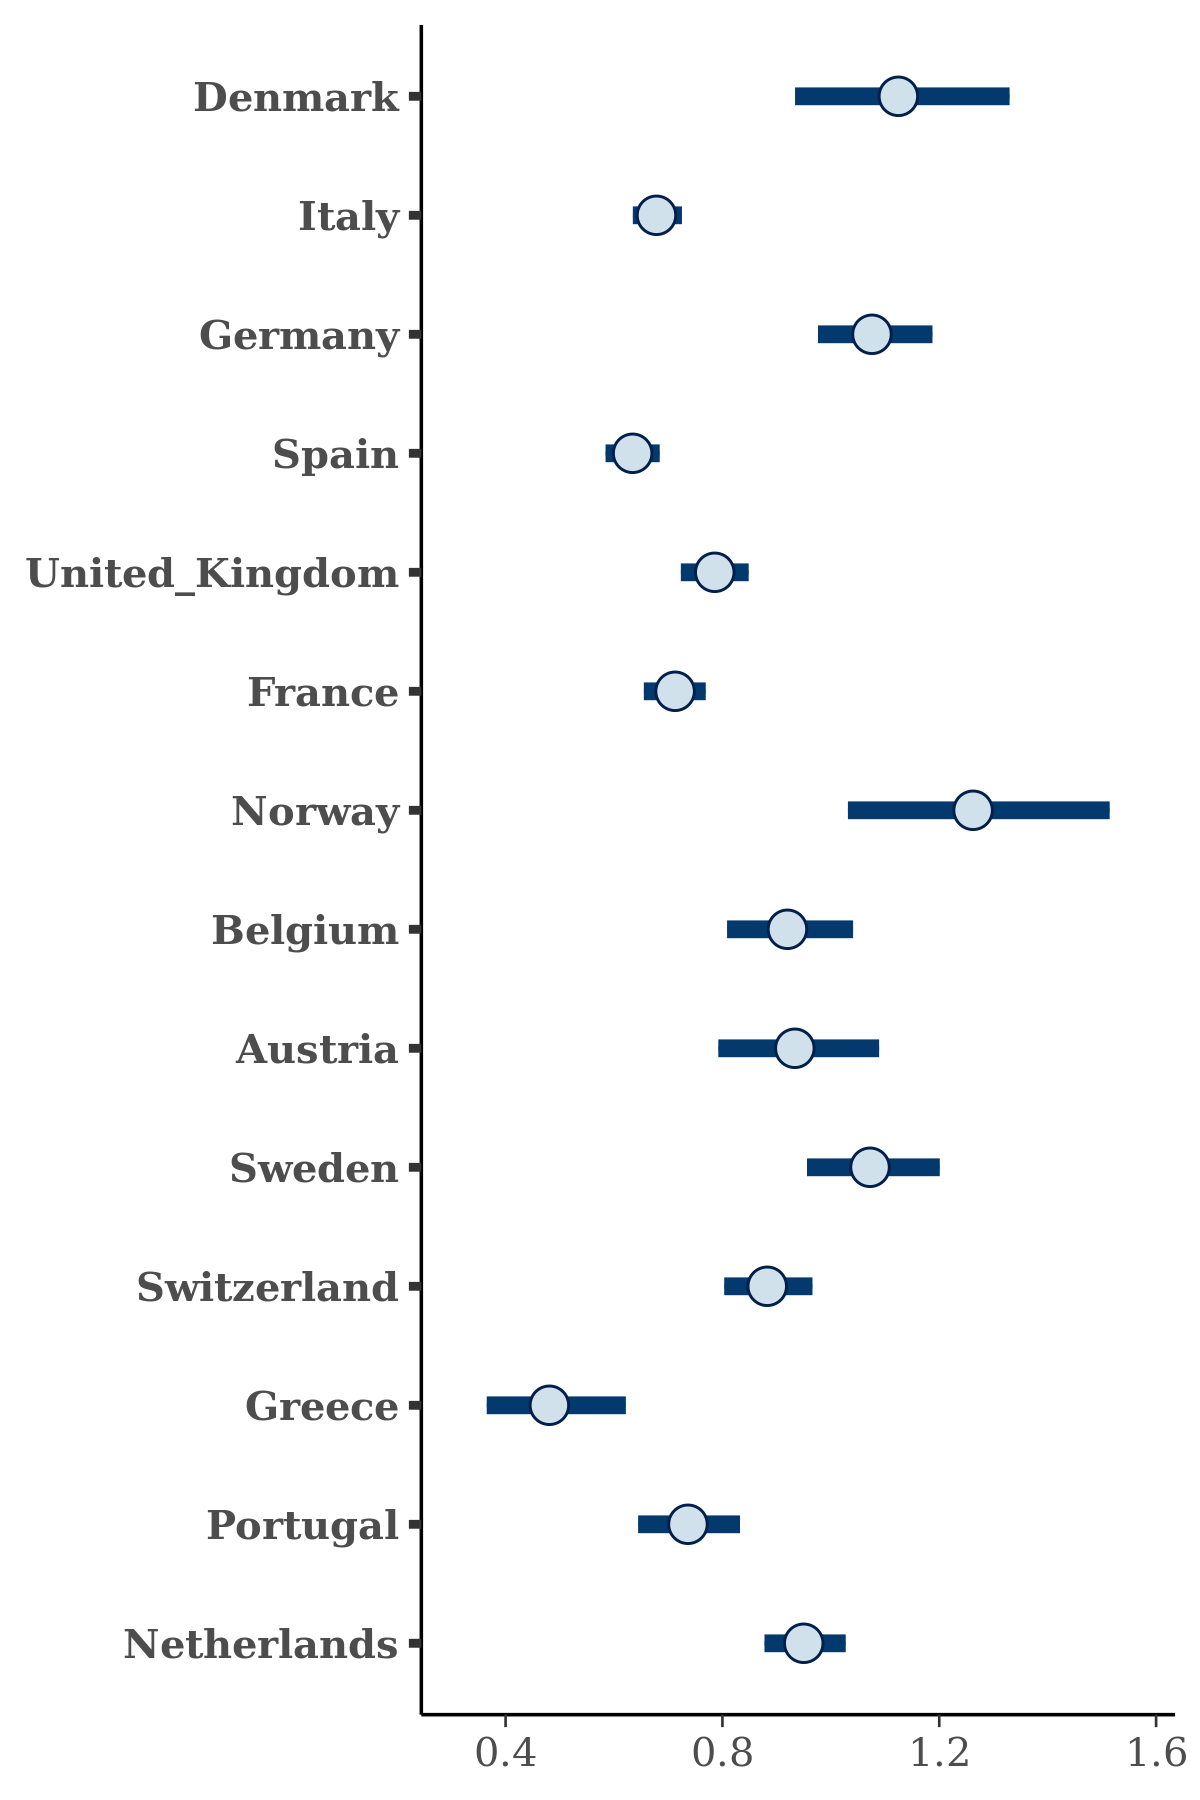 Denmark
Italy
Germany
Spain
United_Kingdom
France
Norway
Belgium
Austria
Sweden
Switzerland
Greece
Portugal
Netherlands
0.4 0.8 1.2 1.6